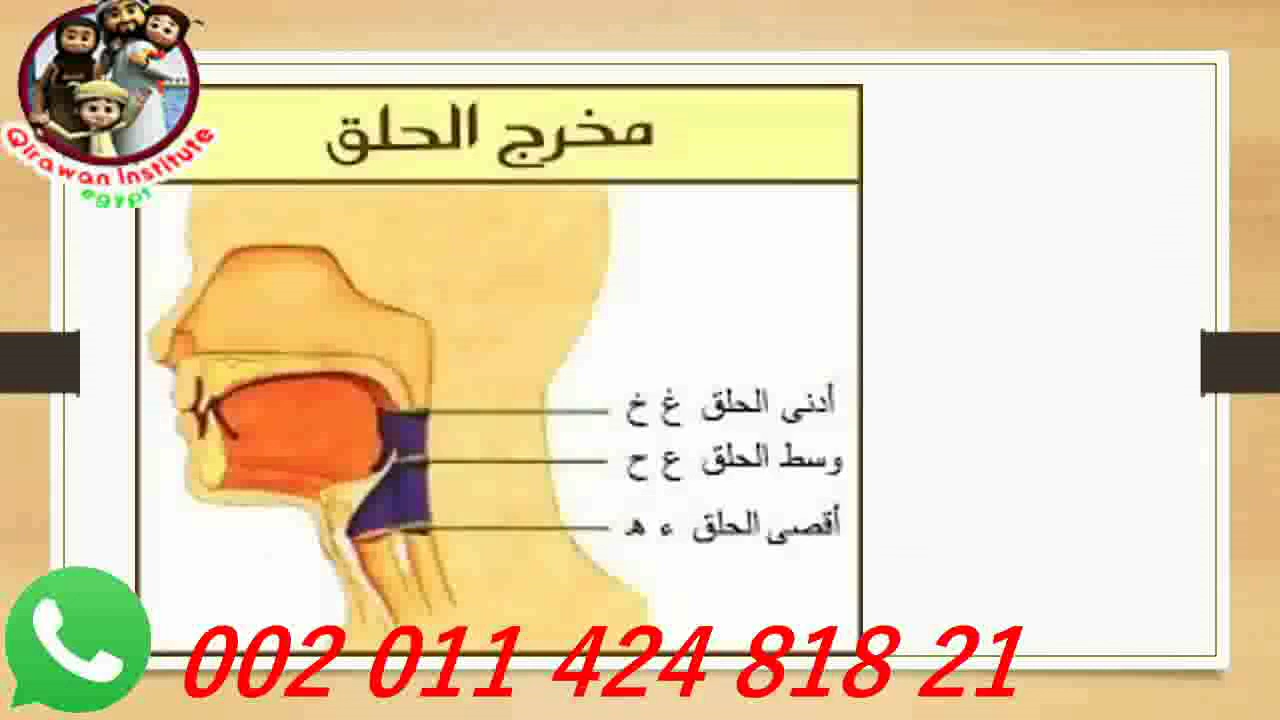 Qirawan Institute
egypt
مخرج الحلق
أدنى الحلق غ خ
وسط الحلق ع ح
أقصى الحلق ء هـ
002 011 424 818 21